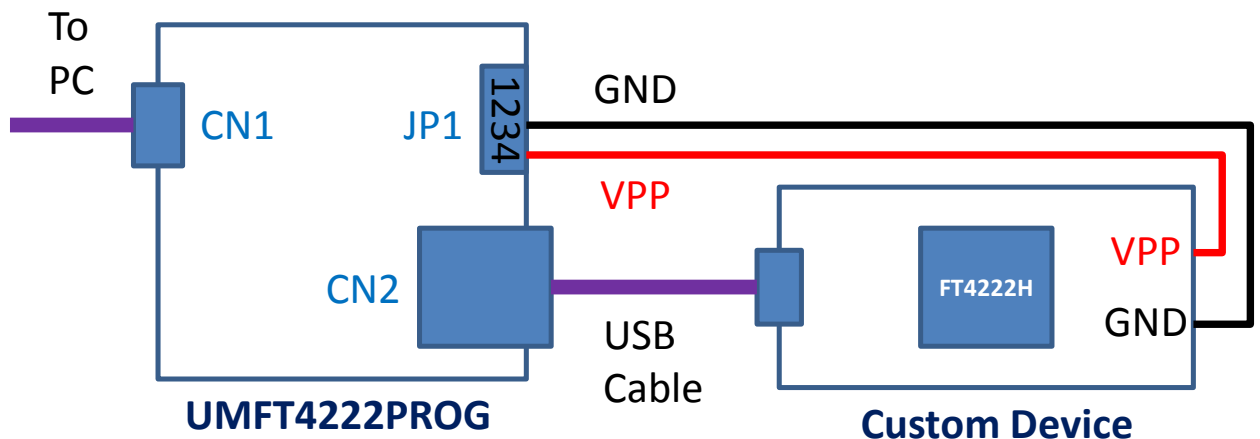 To
PC
CN1
JP1
1234
GND
VPP
CN2
USB
Cable
UMFT4222PROG
FT4222H
VPP
GND
Custom Device